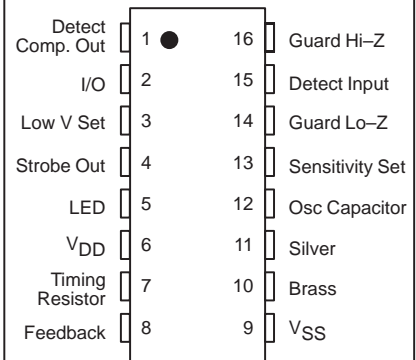 Detect
Comp. Out 1 16 Guard Hi–Z
I/O 2 15 Detect Input
Low V Set 3 14 Guard Lo–Z
Strobe Out 4 13 Sensitivity Set
LED 5 12 Osc Capacitor
VDD 6 11 Silver
Timing
Resistor 7 10 Brass
Feedback 8 9 VSS